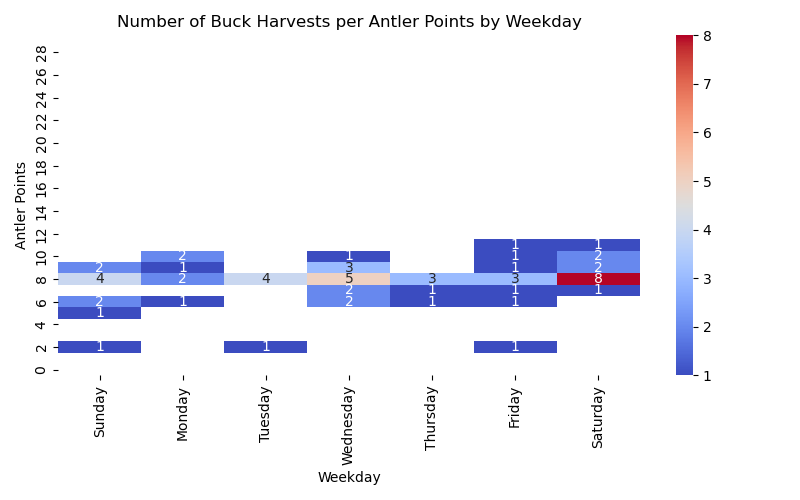 Number of Buck Harvests per Antler Points by Weekday
Antler Points
28
26
24
22
20
18
16
14
12
10
8
6
4
2
0
1 1
2 1 1 2
2 1 3 1 2
4 2 4 5 3 3 8
2 1 1 1
2 1 2 1 1
1
1 1 1
Sunday Monday Tuesday Wednesday Thursday Friday Saturday
Weekday
8
7
6
5
4
3
2
1